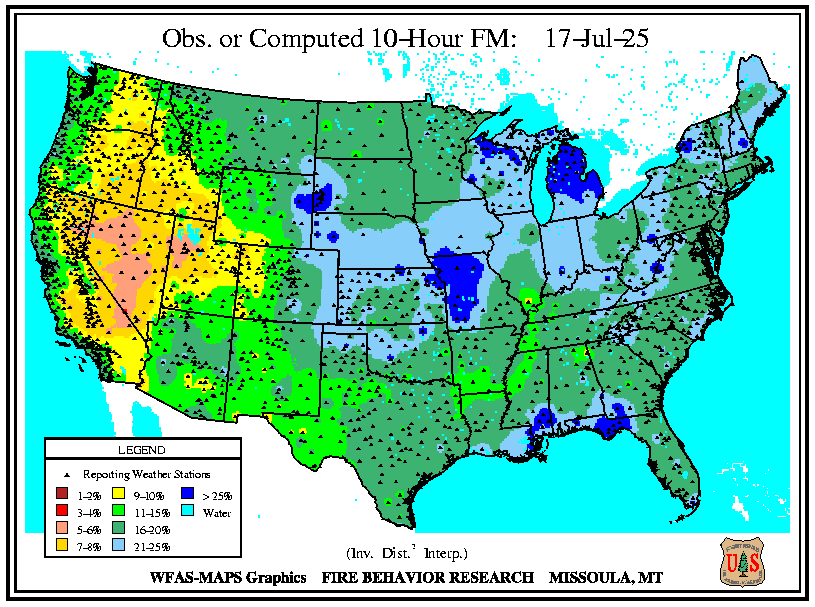 Obs. or Computed 10-Hour FM: 17-Jul-25
LEGEND
Reporting Weather Stations
1-2% 9-10% > 25%
3-4% 11-15% Water
5-6% 16-20%
7-8% 21-25%
(Inv. Dist.² Interp.)
WFAS-MAPS Graphics FIRE BEHAVIOR RESEARCH MISSOULA, MT
U S